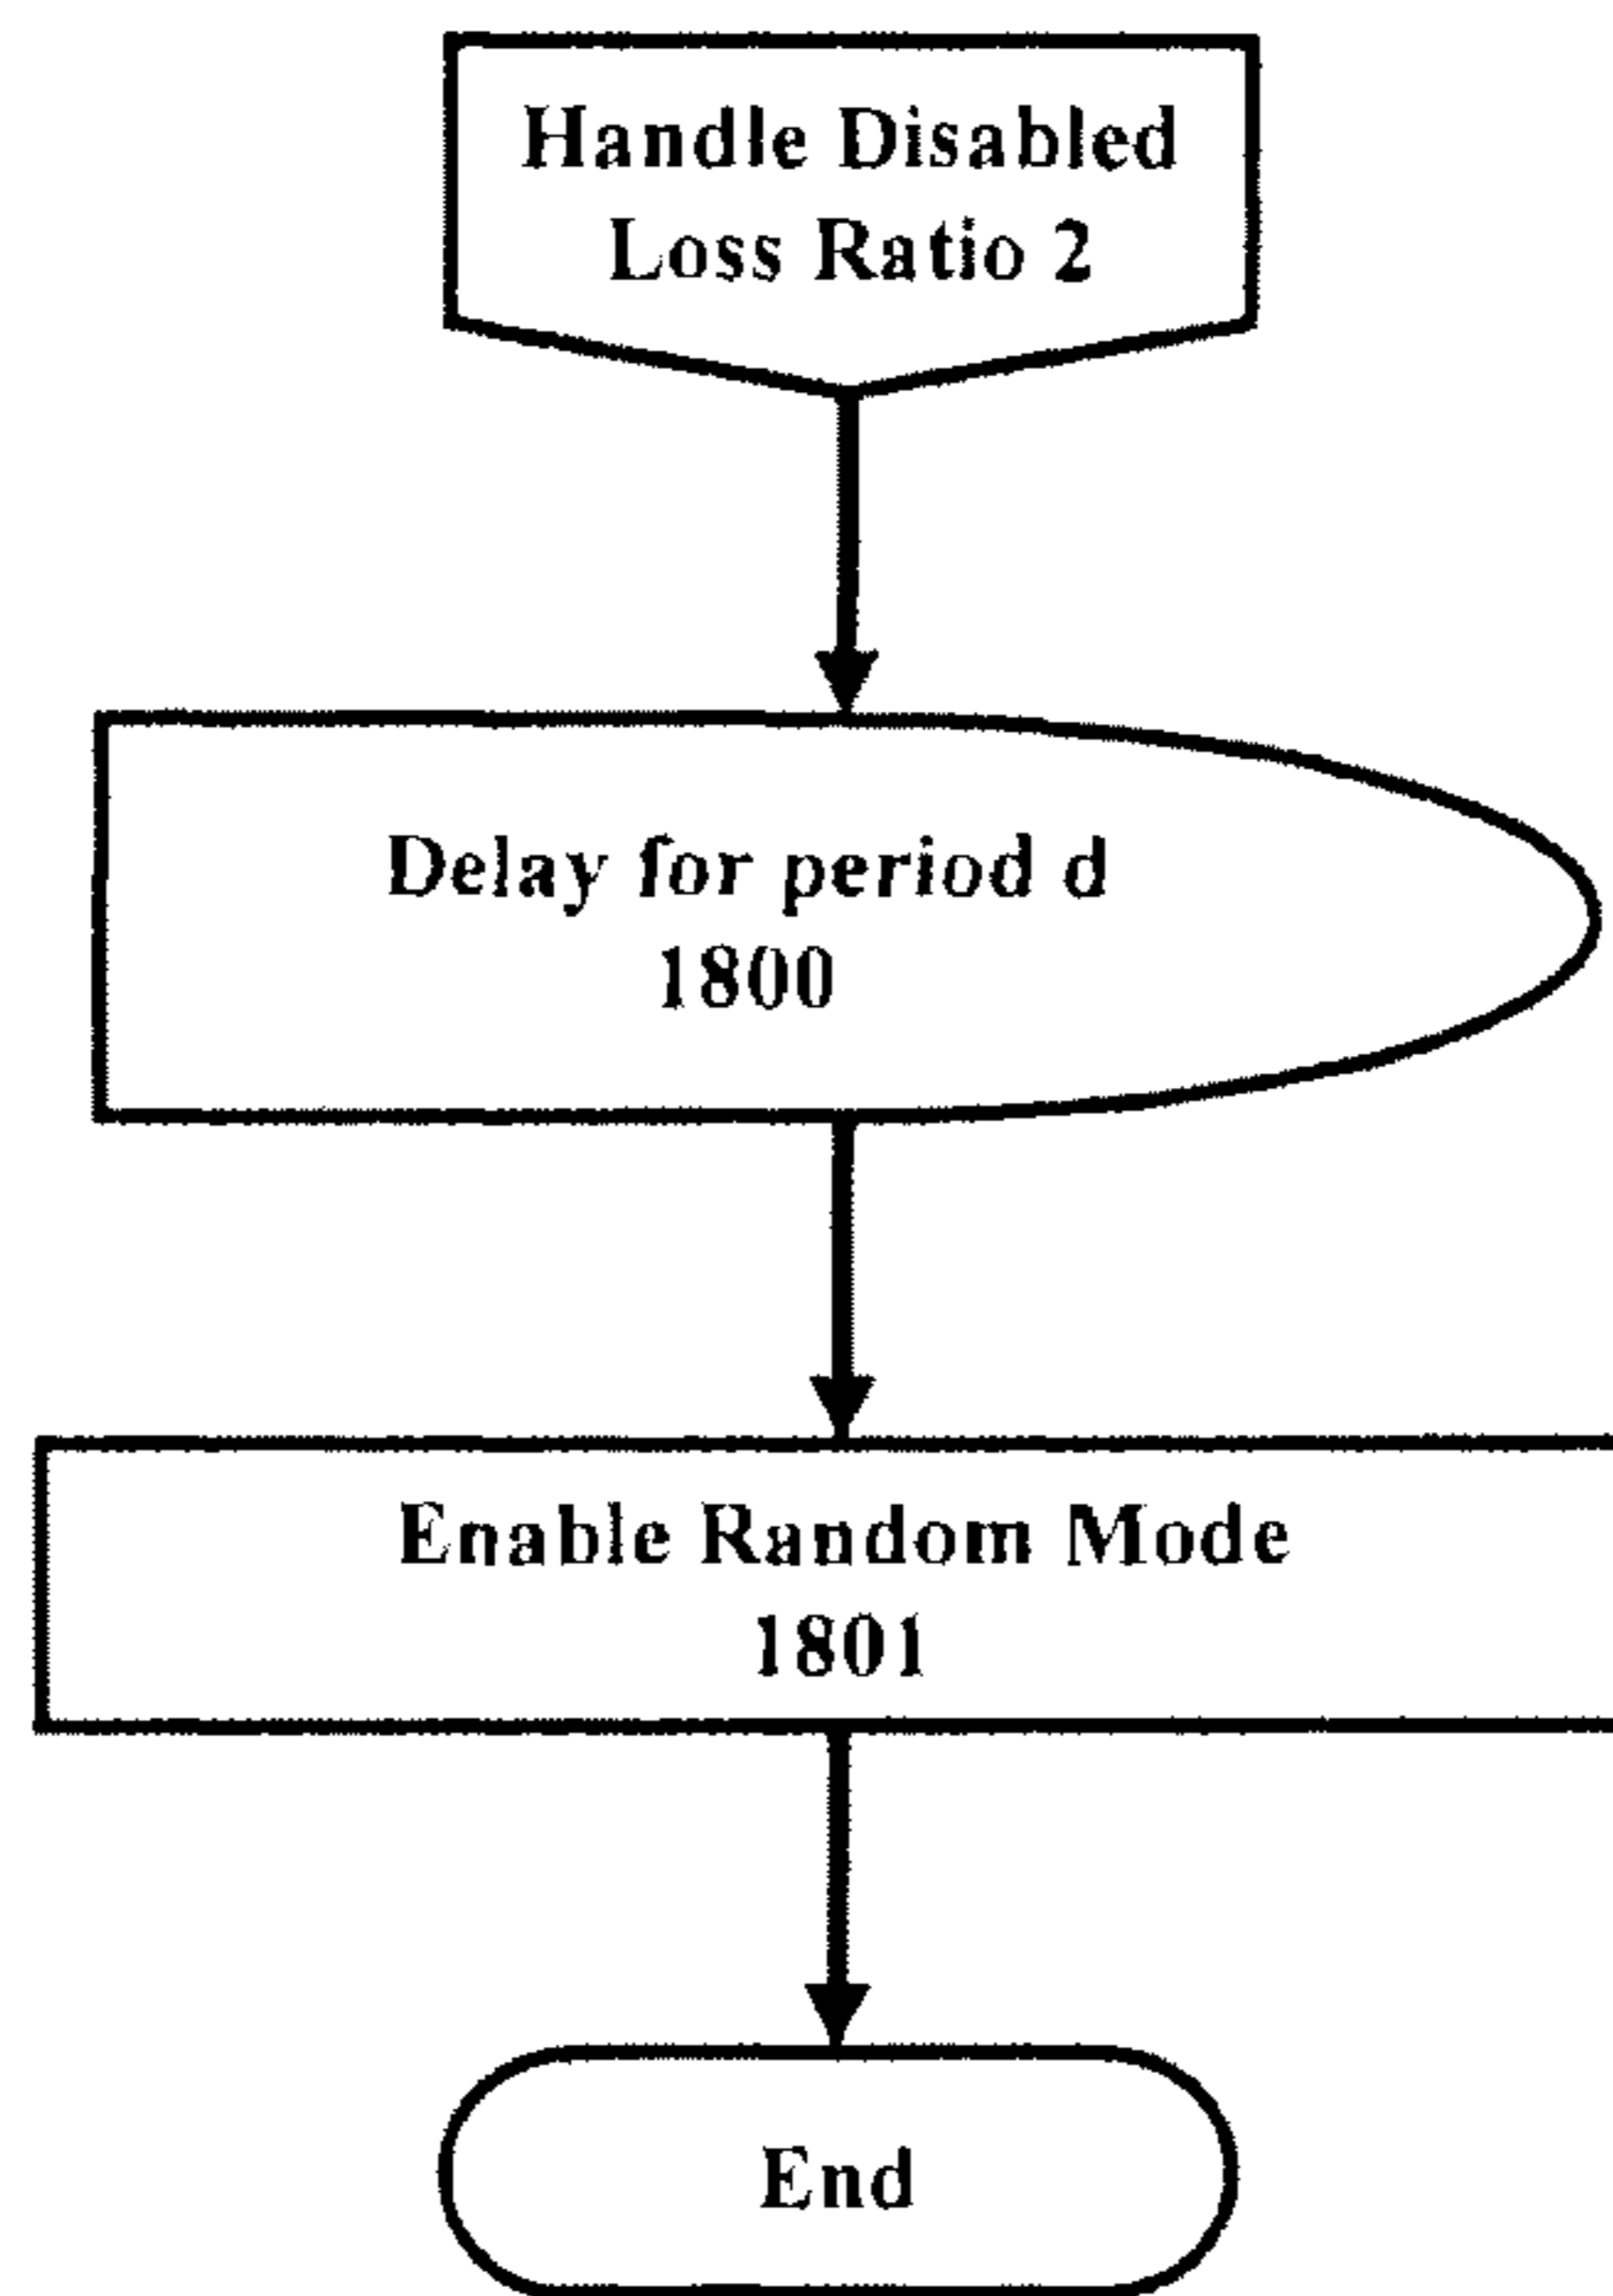 Handle Disabled
Loss Ratio 2
Delay for period d
1800
Enable Random Mode
1801
End